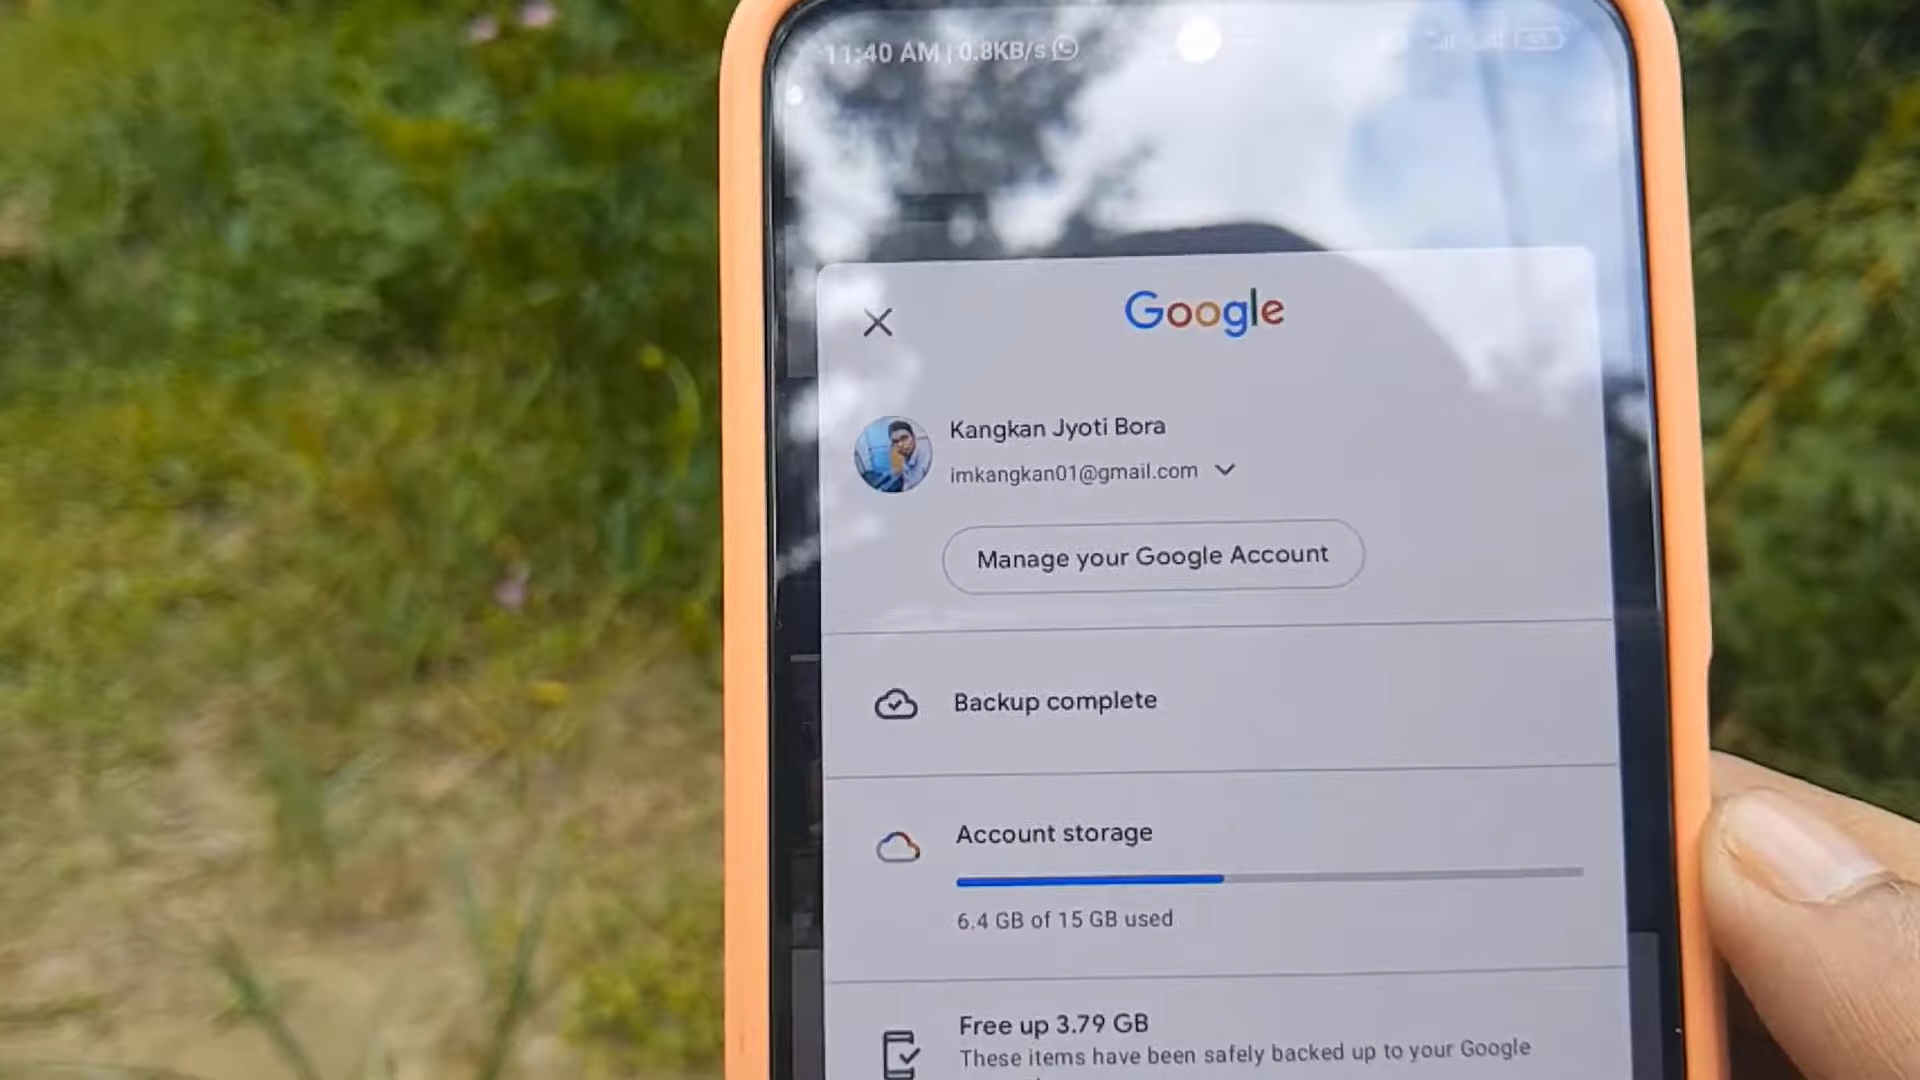 11:40 AM | 0.8KB/s
Google
Kangkan Jyoti Bora
imkangkan01@gmail.com
Manage your Google Account
Backup complete
Account storage
6.4 GB of 15 GB used
Free up 3.79 GB
These items have been safely backed up to your Google